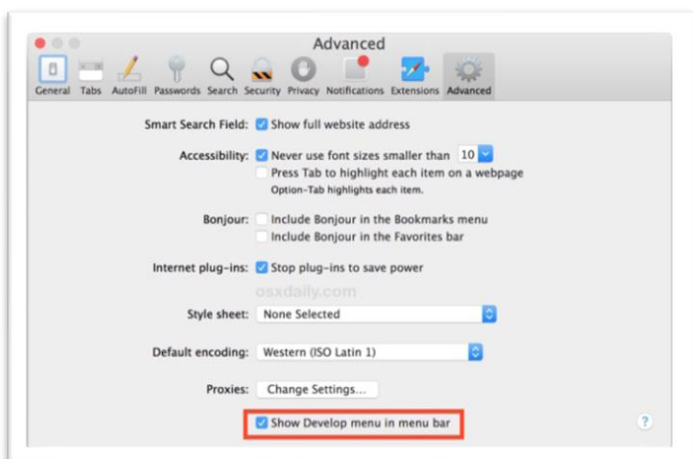 Advanced
General Tabs AutoFill Passwords Search Security Privacy Notifications Extensions Advanced
Smart Search Field: Show full website address
Accessibility: Never use font sizes smaller than 10
Press Tab to highlight each item on a webpage
Option-Tab highlights each item.
Bonjour: Include Bonjour in the Bookmarks menu
Include Bonjour in the Favorites bar
Internet plug-ins: Stop plug-ins to save power
osxdaily.com
Style sheet: None Selected
Default encoding: Western (ISO Latin 1)
Proxies: Change Settings...
Show Develop menu in menu bar ?